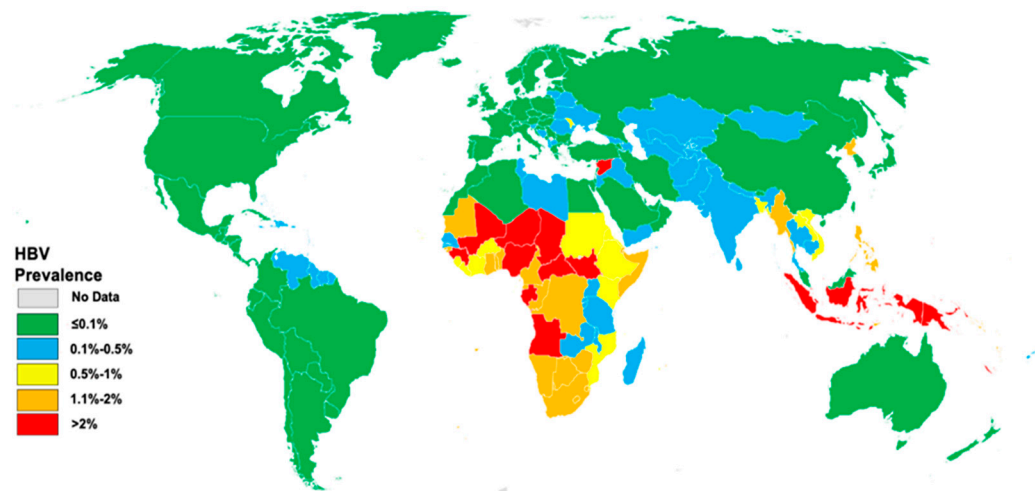 HBV
Prevalence
No Data
≤0.1%
0.1%-0.5%
0.5%-1%
1.1%-2%
>2%